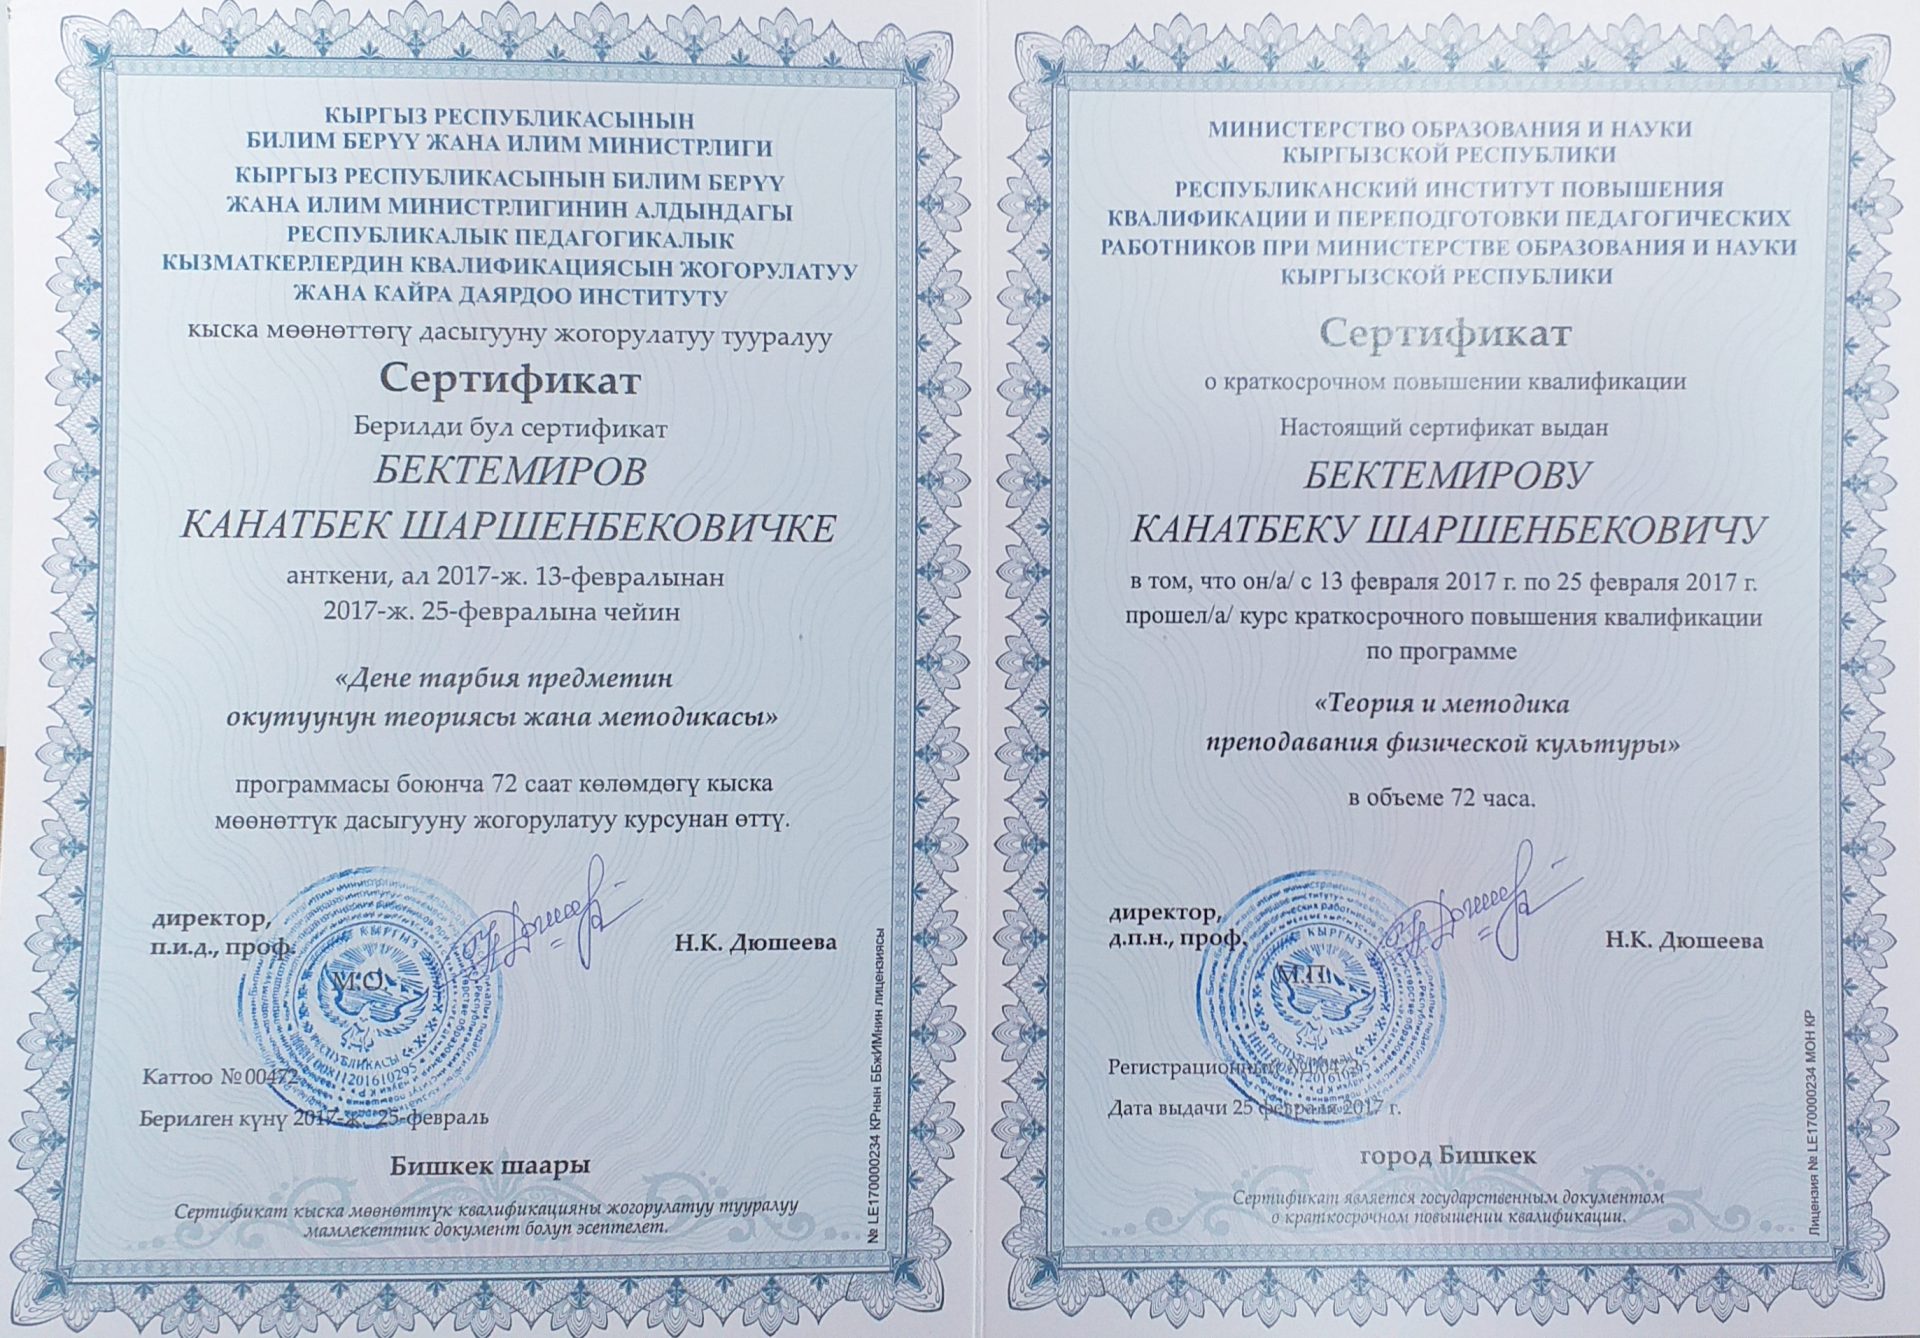 КЫРГЫЗ РЕСПУБЛИКАСЫНЫН
БИЛИМ БЕРҮҮ ЖАНА ИЛИМ МИНИСТРЛИГИ
КЫРГЫЗ РЕСПУБЛИКАСЫНЫН БИЛИМ БЕРҮҮ
ЖАНА ИЛИМ МИНИСТРЛИГИНИН АЛДЫНДАГЫ
РЕСПУБЛИКАЛЫК ПЕДАГОГИКАЛЫК
КЫЗМАТКЕРЛЕРДИН КВАЛИФИКАЦИЯСЫН ЖОГОРУЛАТУУ
ЖАНА КАЙРА ДАЯРДОО ИНСТИТУТУ
кыска мөөнөттөгү дасыгууну жогорулатуу тууралуу
Сертификат
Берилди бул сертификат
БЕКТЕМИРОВ
КАНАТБЕК ШАРШЕНБЕКОВИЧКЕ
анткени, ал 2017-ж. 13-февралынан
2017-ж. 25-февралына чейин
«Дене тарбия предметин
окутуунун теориясы жана методикасы»
программасы боюнча 72 саат көлөмдөгү кыска
мөөнөттүк дасыгууну жогорулатуу курсунан өттү.
директор,
п.и.д., проф.
Н.К. Дюшеева
М.О.
Каттоо №00472
Берилген күнү 2017-ж. 25-февраль
Бишкек шаары
Сертификат кыска мөөнөттүк квалификацияны жогорулатуу тууралуу
мамлекеттик документ болуп эсептелет.
№ LE170000234 КРнын ББжИМнин лицензиясы
МИНИСТЕРСТВО ОБРАЗОВАНИЯ И НАУКИ
КЫРГЫЗСКОЙ РЕСПУБЛИКИ
РЕСПУБЛИКАНСКИЙ ИНСТИТУТ ПОВЫШЕНИЯ
КВАЛИФИКАЦИИ И ПЕРЕПОДГОТОВКИ ПЕДАГОГИЧЕСКИХ
РАБОТНИКОВ ПРИ МИНИСТЕРСТВЕ ОБРАЗОВАНИЯ И НАУКИ
КЫРГЫЗСКОЙ РЕСПУБЛИКИ
Сертификат
о краткосрочном повышении квалификации
Настоящий сертификат выдан
БЕКТЕМИРОВУ
КАНАТБЕКУ ШАРШЕНБЕКОВИЧУ
в том, что он/а/ с 13 февраля 2017 г. по 25 февраля 2017 г.
прошел/а/ курс краткосрочного повышения квалификации
по программе
«Теория и методика
преподавания физической культуры»
в объеме 72 часа.
директор,
д.п.н., проф.
Н.К. Дюшеева
М.П.
Регистрационный №00472
Дата выдачи 25 февраля 2017 г.
город Бишкек
Сертификат является государственным документом
о краткосрочном повышении квалификации.
Лицензия № LE170000234 МОН КР